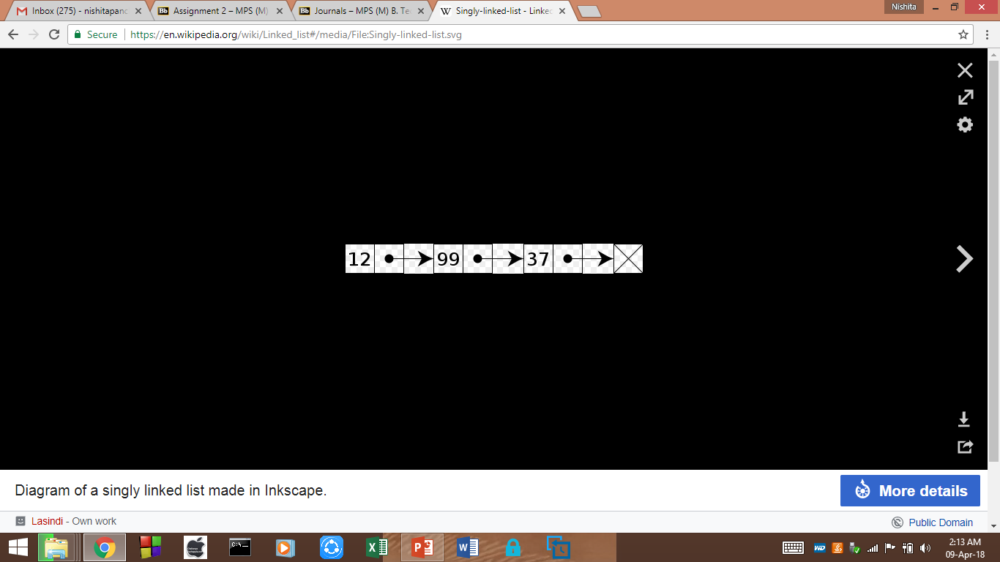 Inbox (275) - nishitapanc
Assignment 2 – MPS (M)
Journals – MPS (M) B. Te
Singly-linked-list - Linke
Nishita
Secure https://en.wikipedia.org/wiki/Linked_list#/media/File:Singly-linked-list.svg
12 99 37
Diagram of a singly linked list made in Inkscape.
More details
Lasindi - Own work
Public Domain
2:13 AM
09-Apr-18